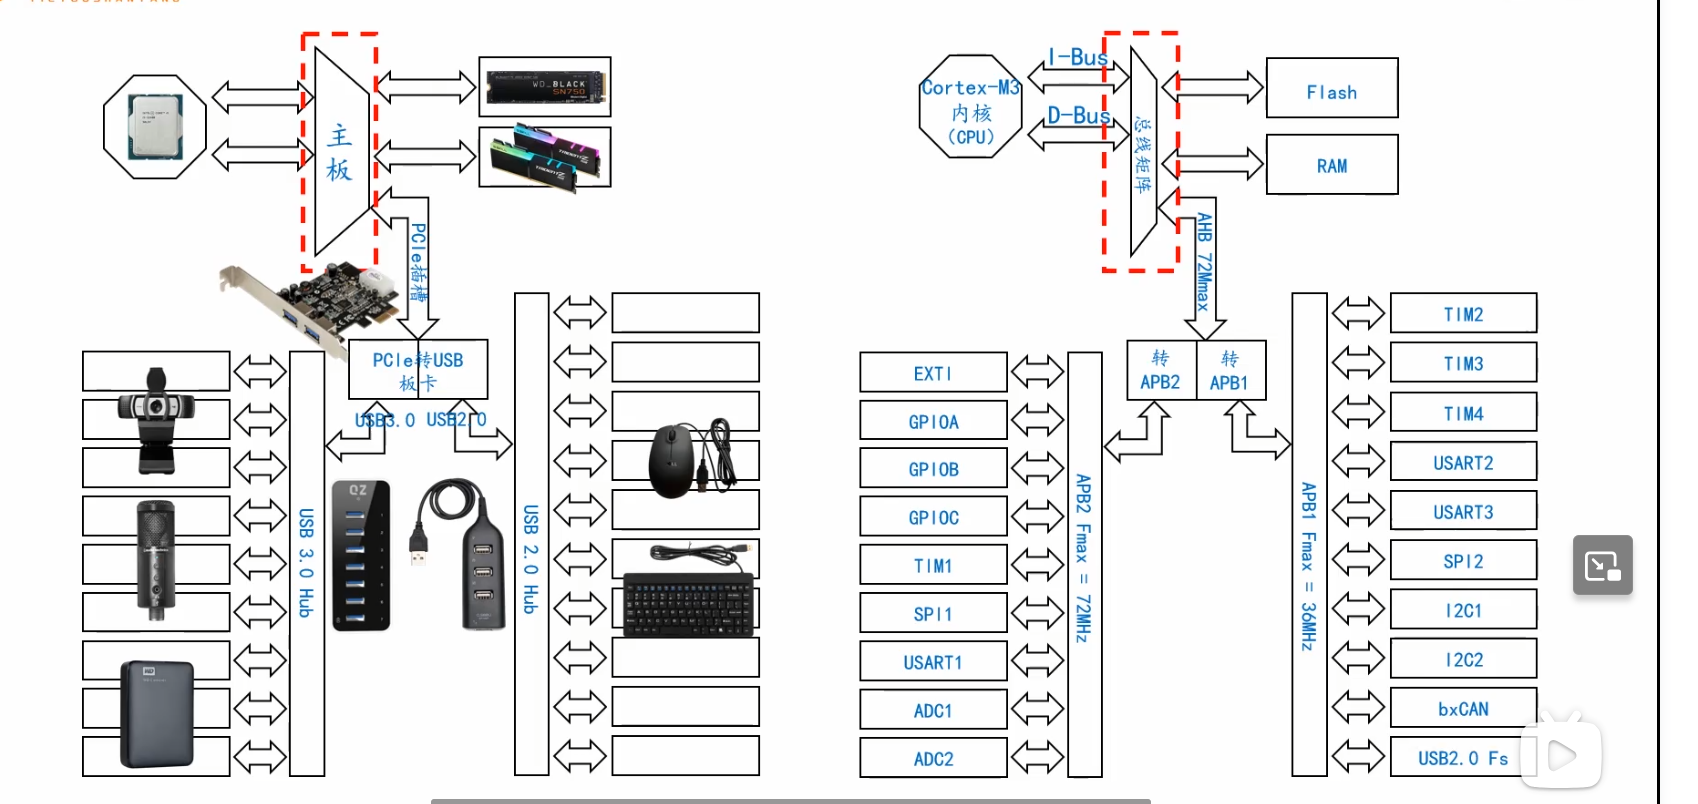 主
板
WD_BLACK
SN750
PCIe插槽
PCIe转USB
板卡
USB3.0 USB2.0
USB 3.0 Hub
QZ
USB 2.0 Hub
WD
Cortex-M3
内核
(CPU)
I-Bus
D-Bus
总线矩阵
Flash
RAM
AHB 72Mmax
转
APB2
转
APB1
EXTI
GPIOA
GPIOB
GPIOC
TIM1
SPI1
USART1
ADC1
ADC2
APB2 Fmax = 72MHz
APB1 Fmax = 36MHz
TIM2
TIM3
TIM4
USART2
USART3
SPI2
I2C1
I2C2
bxCAN
USB2.0 Fs